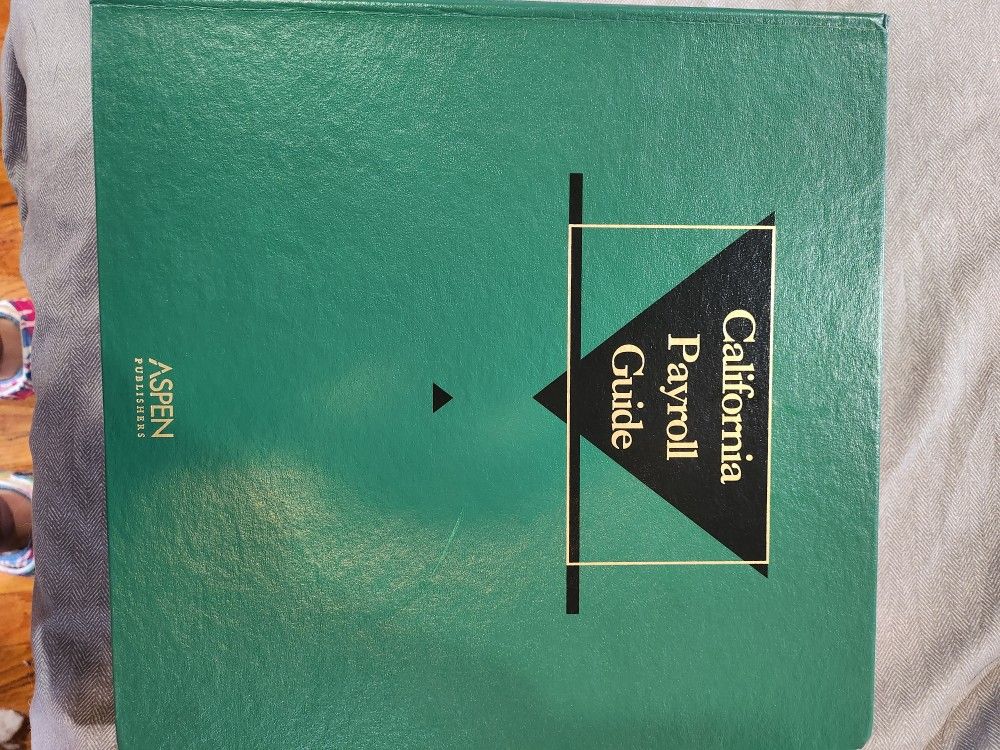 California
Payroll
Guide
ASPEN
PUBLISHERS